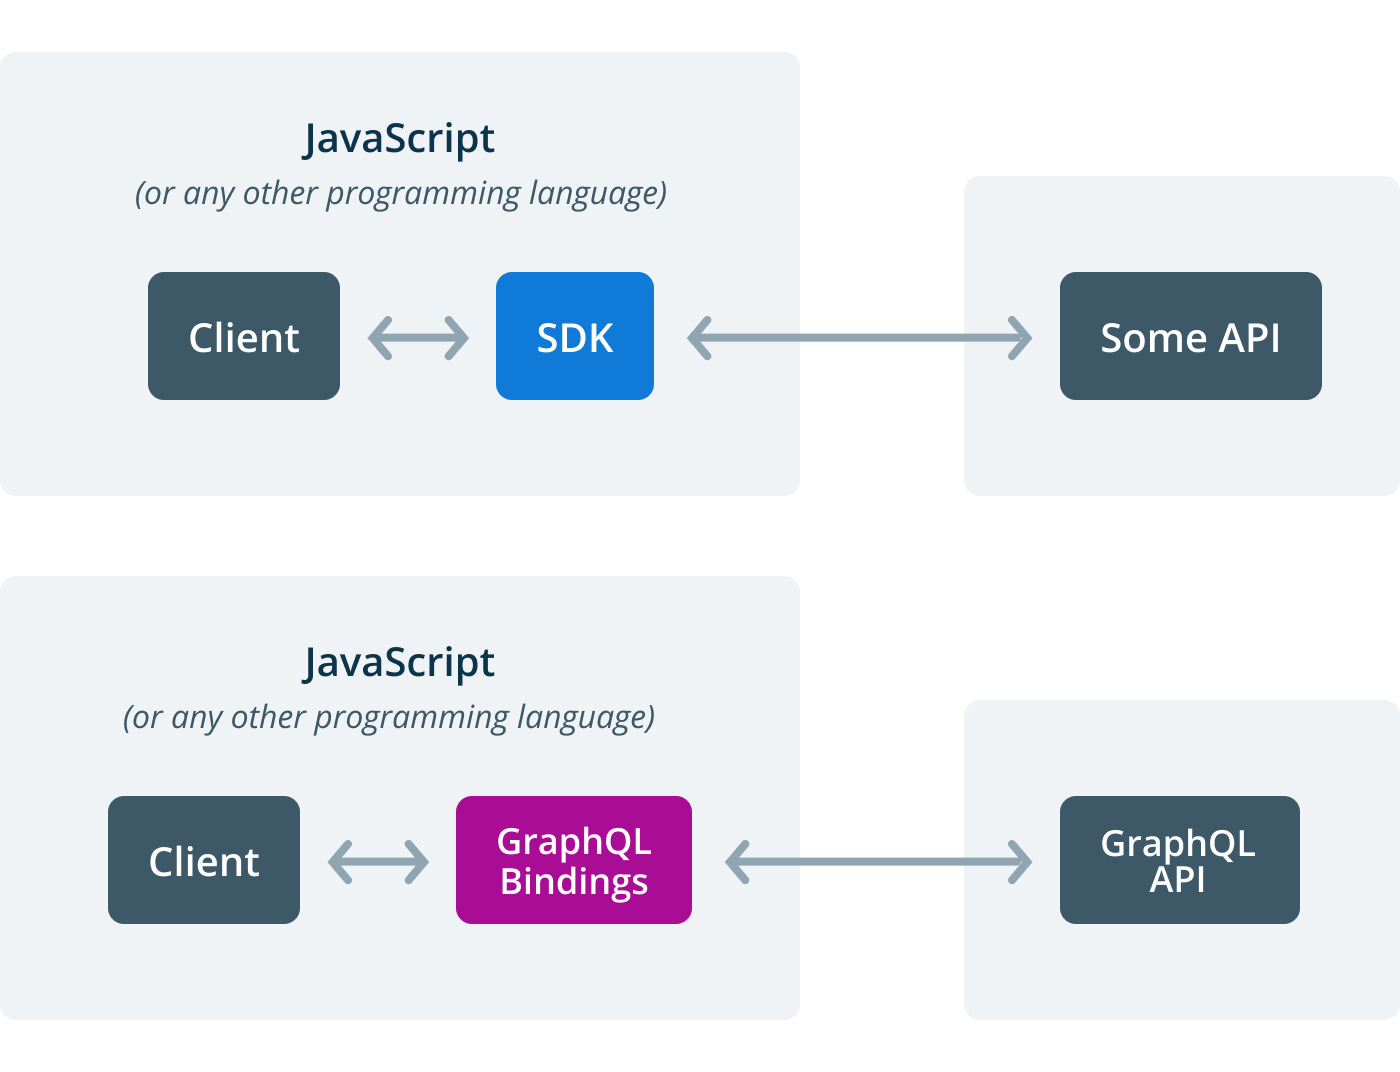 JavaScript
(or any other programming language)
Client
SDK
Some API
JavaScript
(or any other programming language)
Client
GraphQL
Bindings
GraphQL
API